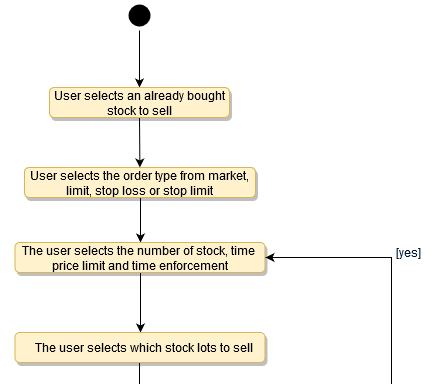 User selects an already bought
stock to sell
User selects the order type from market,
limit, stop loss or stop limit
The user selects the number of stock, time
price limit and time enforcement
[yes]
The user selects which stock lots to sell